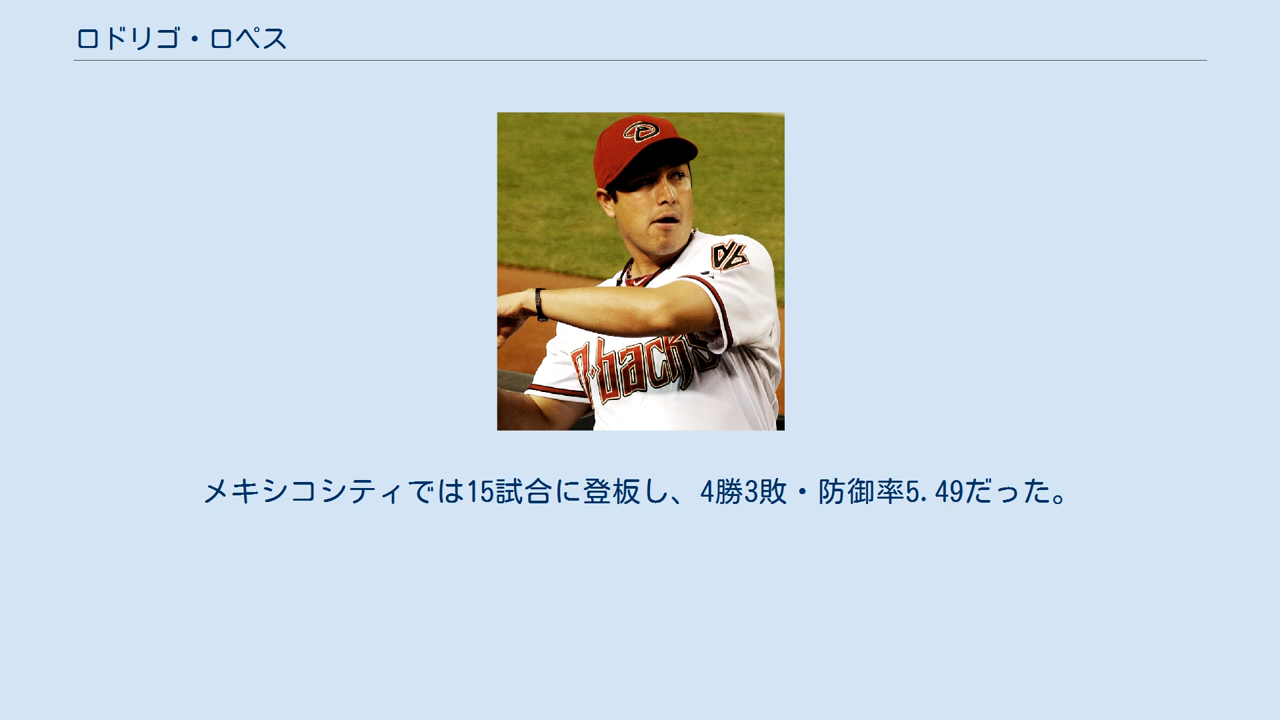 ロドリゴ・ロペス
D-backs
メキシコシティでは15試合に登板し、4勝3敗・防御率5.49だった。